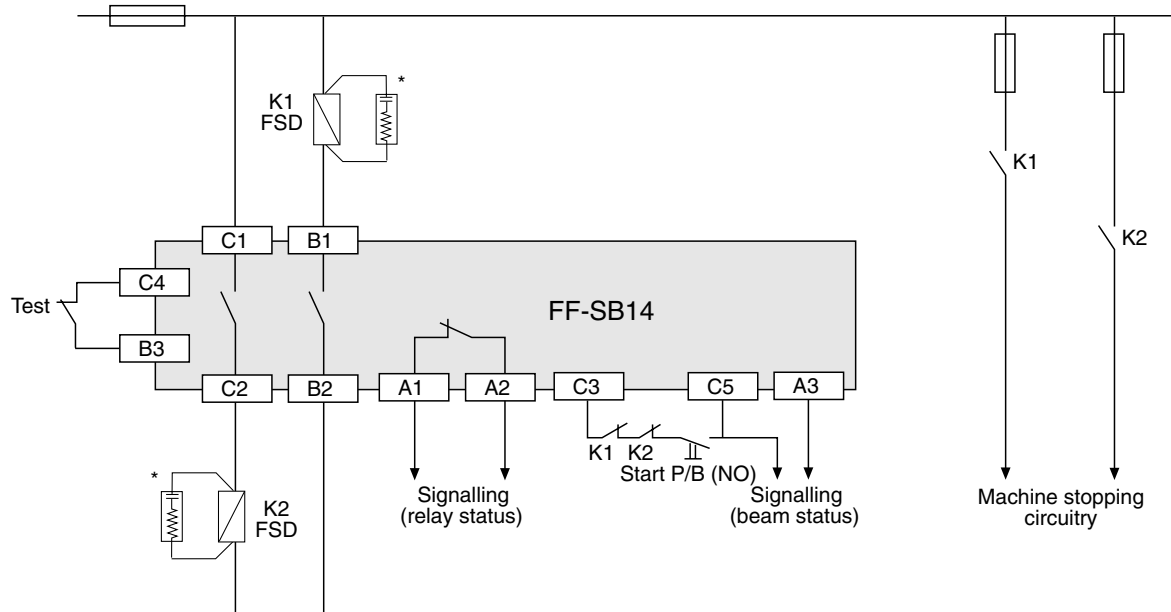 *
K1
FSD
K1
K2
C1
B1
C4
Test
FF-SB14
B3
C2
B2
A1
A2
C3
C5
A3
K1
K2
Start P/B (NO)
*
K2
FSD
Signalling
(relay status)
Signalling
(beam status)
Machine stopping
circuitry